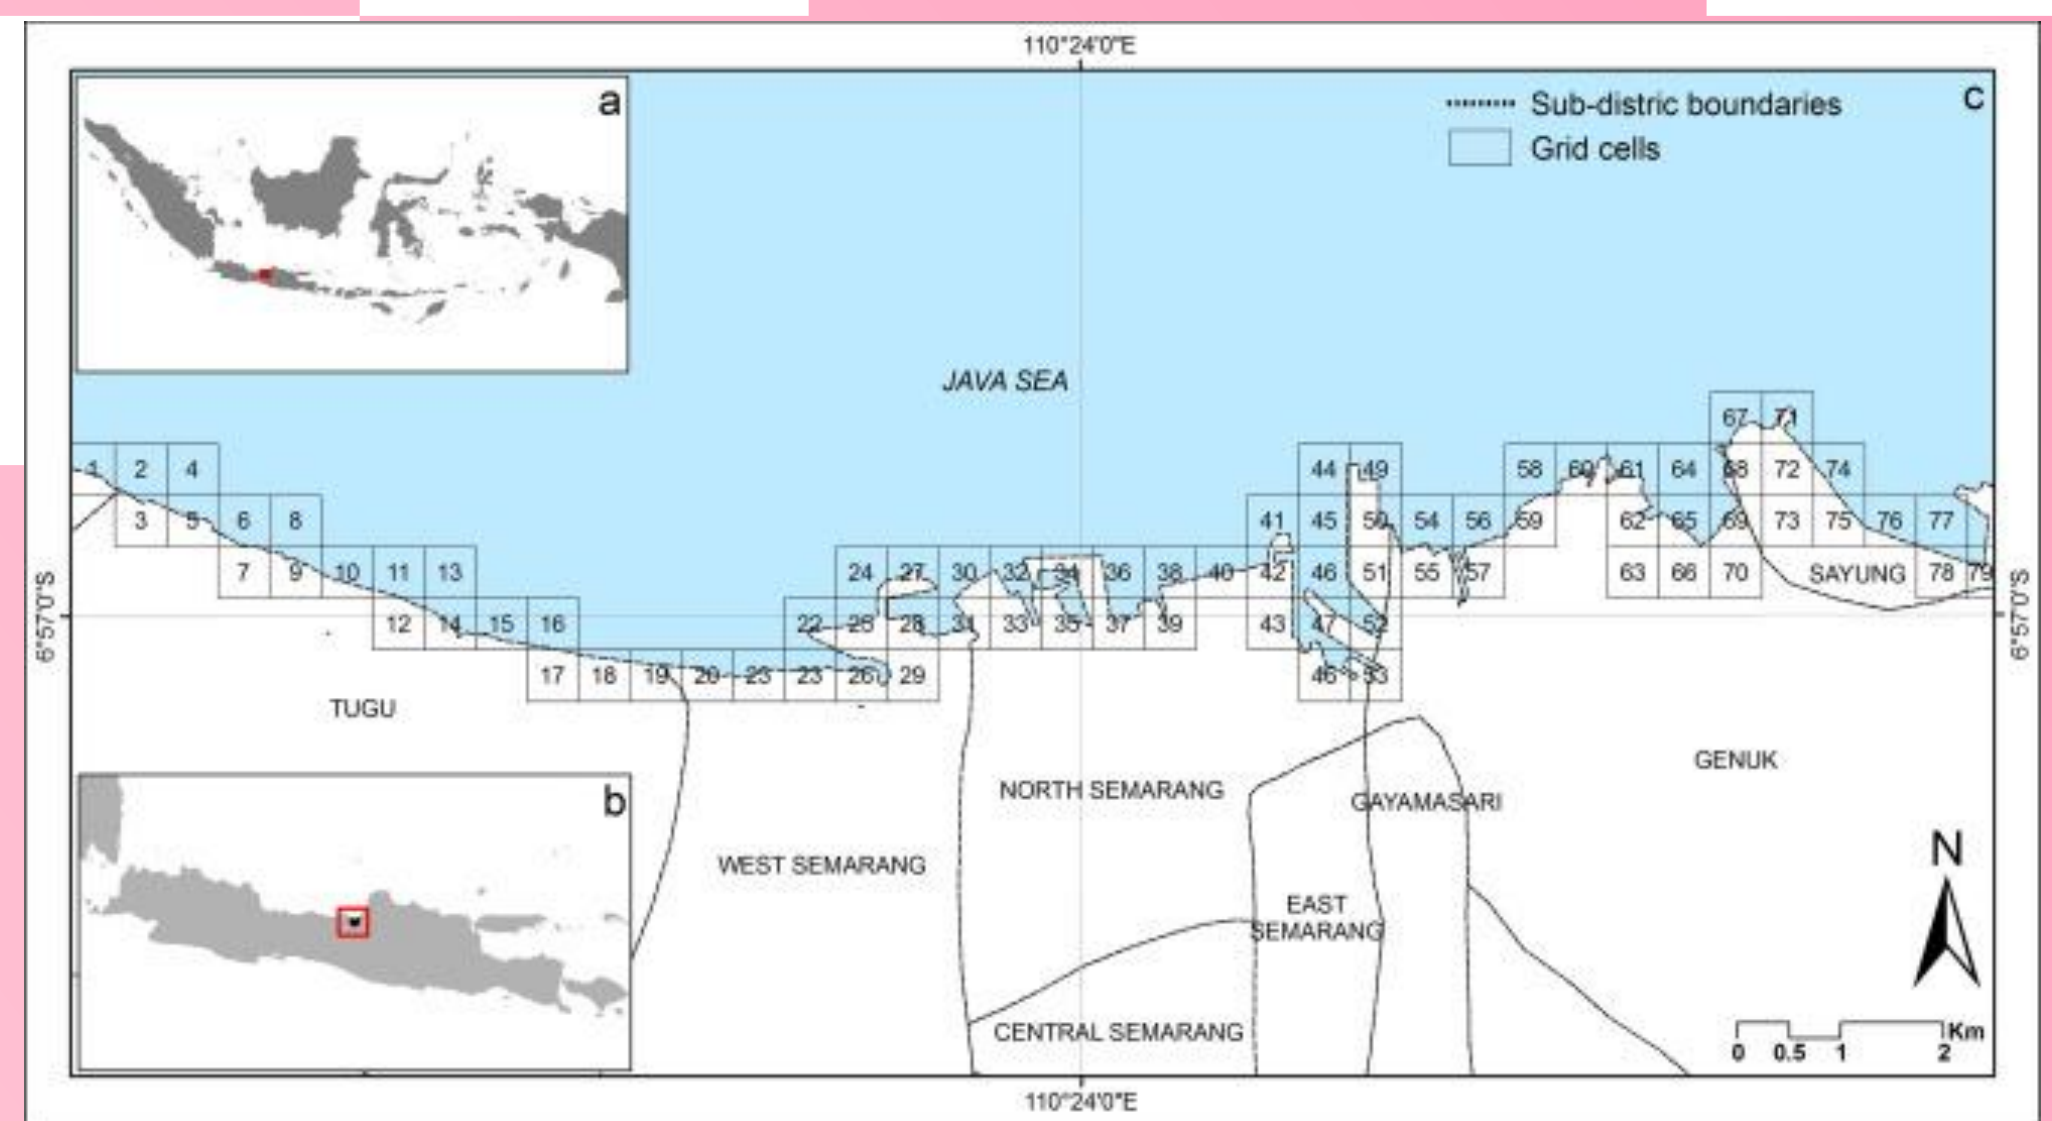 110°24'0"E
a
c
Sub-distric boundaries
Grid cells
JAVA SEA
67 71
1 2 4 44 49 58 60 61 64 68 72 74
3 5 6 8 41 45 50 54 56 59 62 65 69 73 75 76 77
7 9 10 11 13 24 27 30 32 34 36 38 40 42 46 51 55 57 63 66 70 SAYUNG 78 79
6°57'0"S
6°57'0"S
12 14 15 16 22 25 28 31 33 35 37 39 43 47 52
17 18 19 20 23 23 26 29 46 53
TUGU
GENUK
b
NORTH SEMARANG
GAYAMASARI
WEST SEMARANG
N
EAST
SEMARANG
CENTRAL SEMARANG
Km
0 0.5 1 2
110°24'0"E